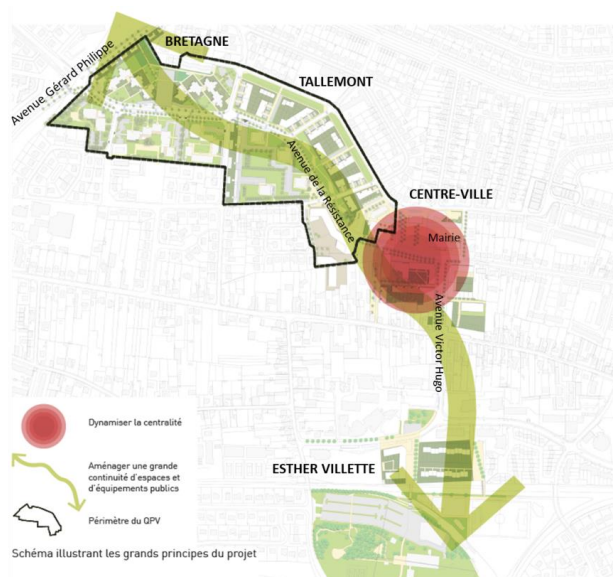 BRETAGNE
Avenue Gérard Philippe
TALLEMONT
Avenue de la Résistance
CENTRE-VILLE
Mairie
Avenue Victor Hugo
ESTHER VILLETTE
Dynamiser la centralité
Aménager une grande
continuité d'espaces et
d'équipements publics
Périmètre du QPV
Schéma illustrant les grands principes du projet